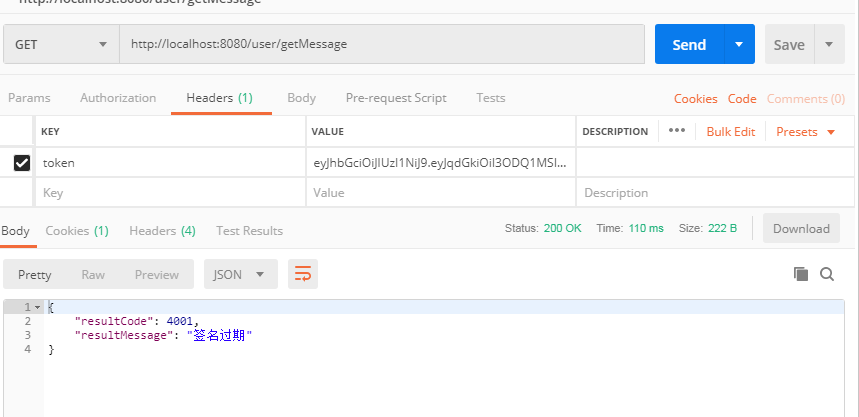 http://localhost:8080/user/getMessage
GET http://localhost:8080/user/getMessage Send Save
Params Authorization Headers (1) Body Pre-request Script Tests Cookies Code Comments (0)
KEY VALUE DESCRIPTION ••• Bulk Edit Presets
token eyJhbGciOiJIUzI1NiJ9.eyJqdGkiOiI3ODQ1MSI...
Key Value Description
Body Cookies (1) Headers (4) Test Results Status: 200 OK Time: 110 ms Size: 222 B Download
Pretty Raw Preview JSON
1 {
2 "resultCode": 4001,
3 "resultMessage": "签名过期"
4 }